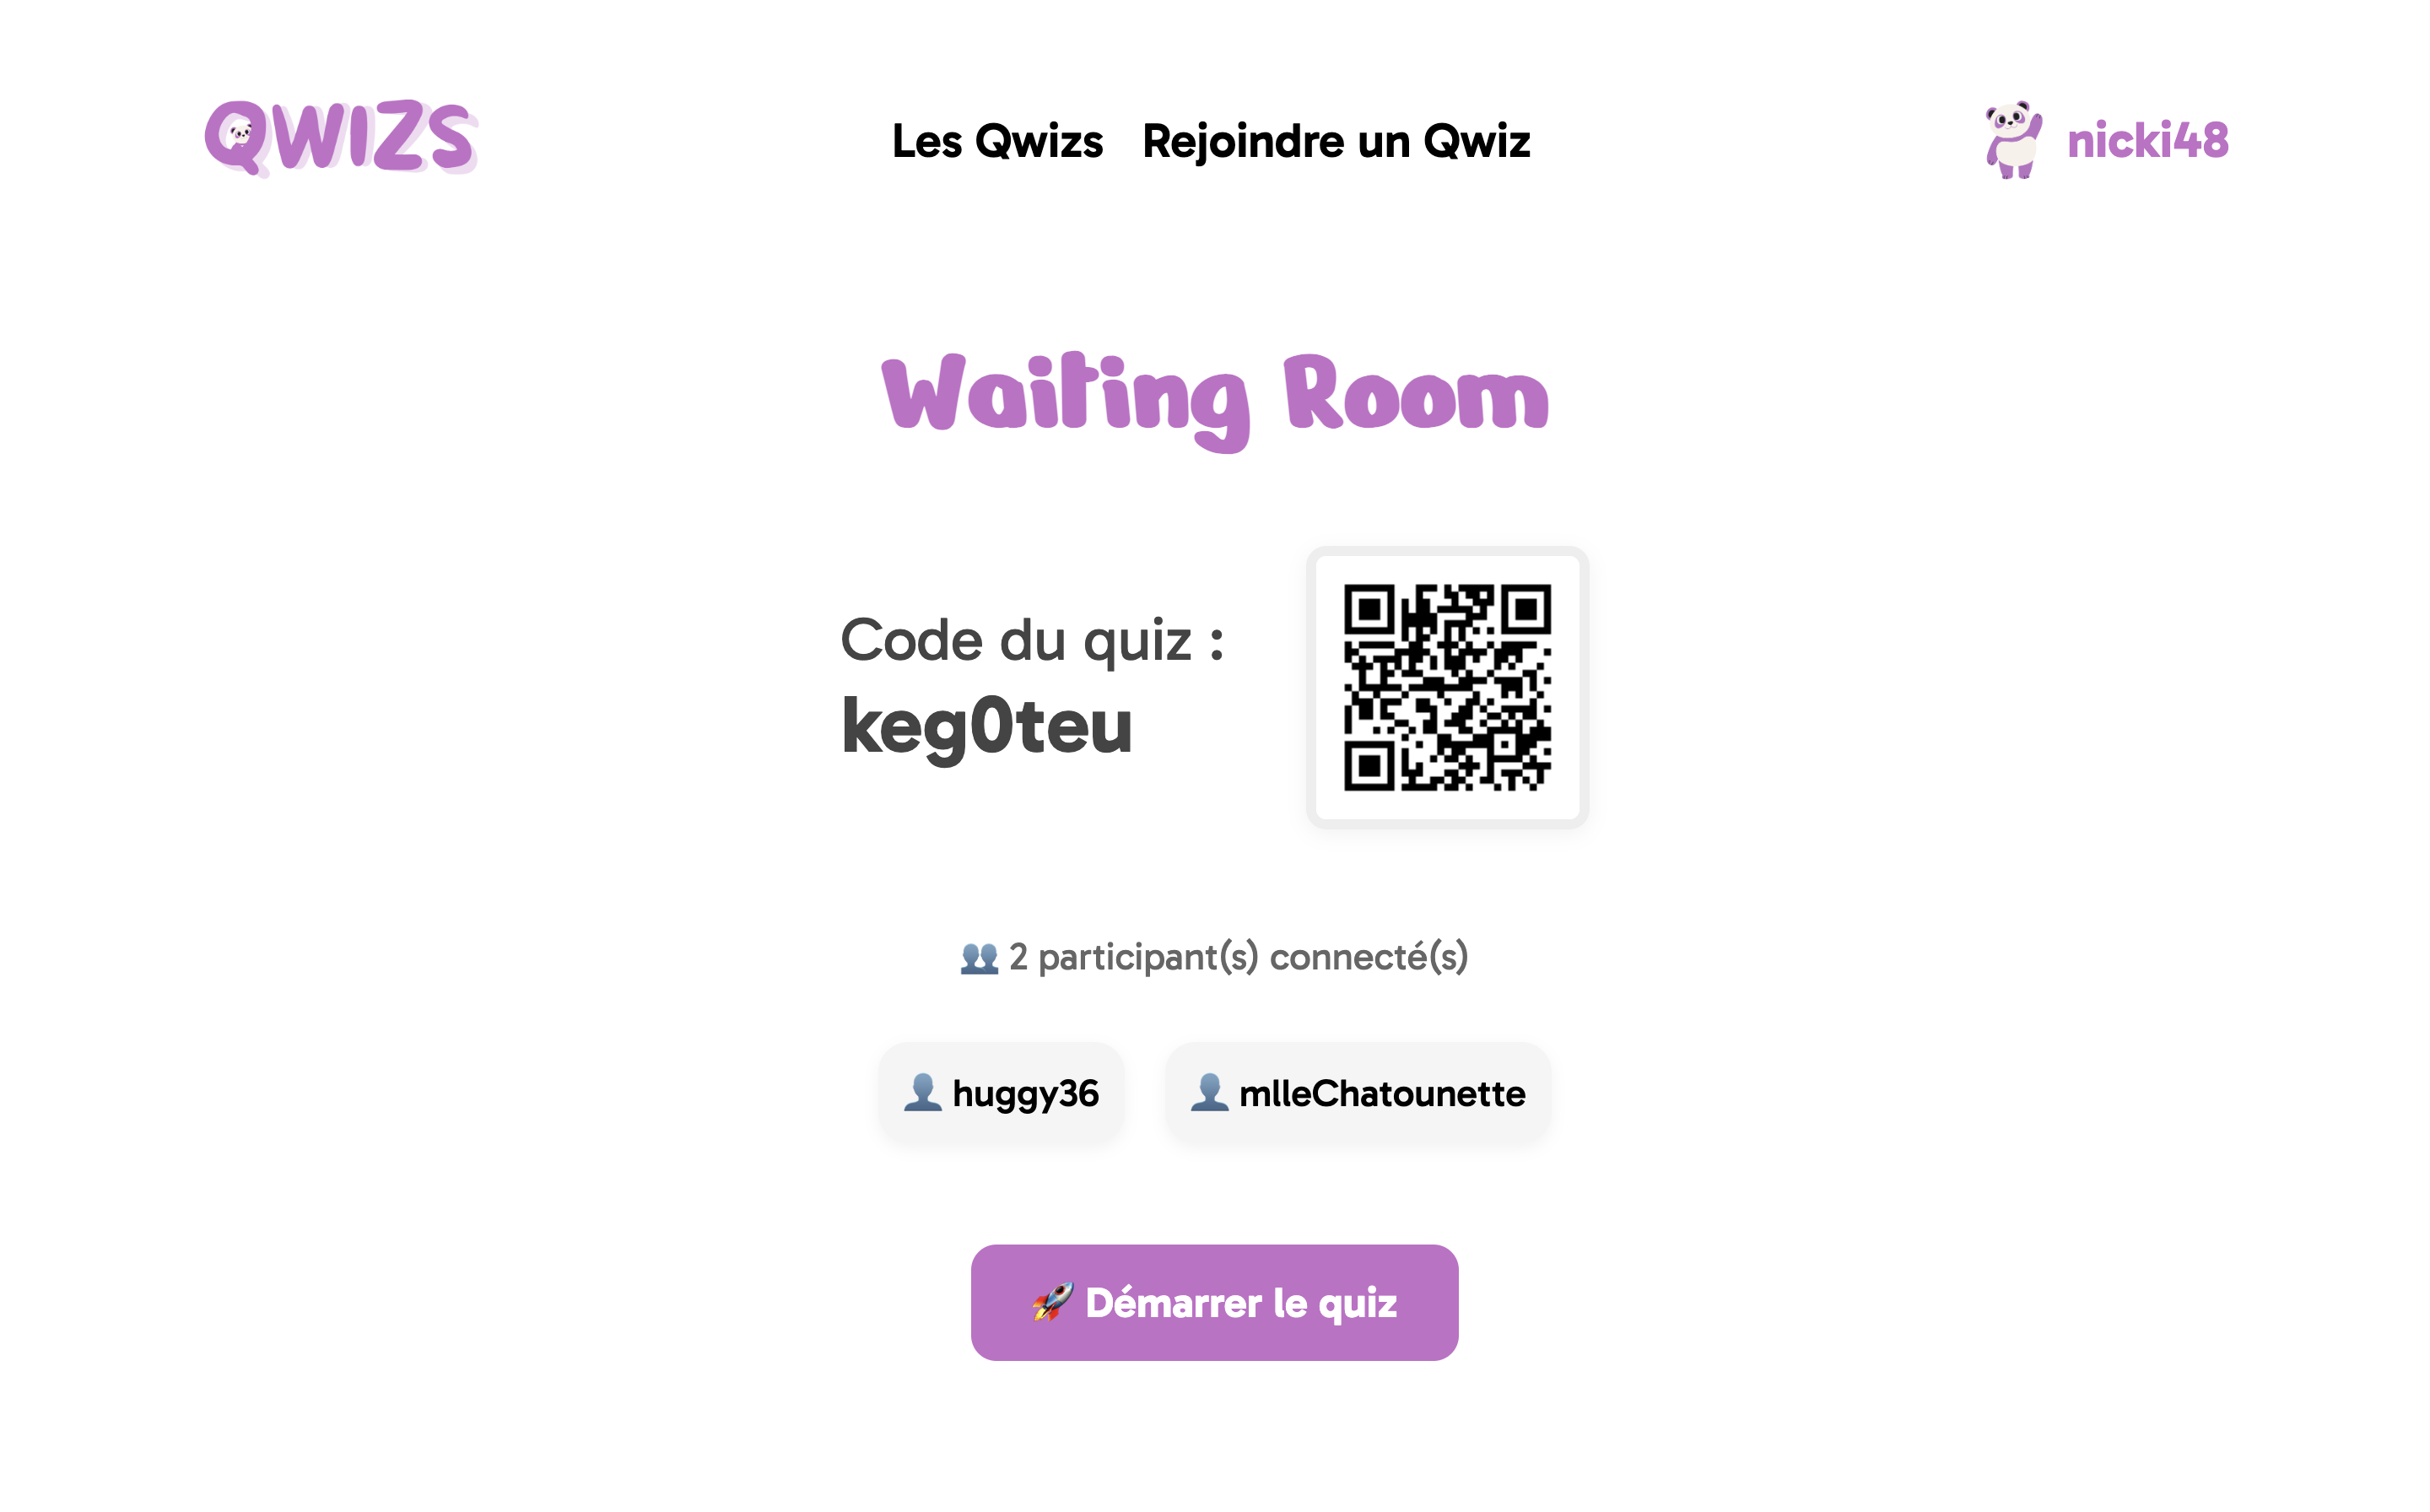 QWIZS
Les Qwizs Rejoindre un Qwiz
nicki48
Waiting Room
Code du quiz :
keg0teu
👥 2 participant(s) connecté(s)
👤 huggy36
👤 mlleChatounette
🚀 Démarrer le quiz